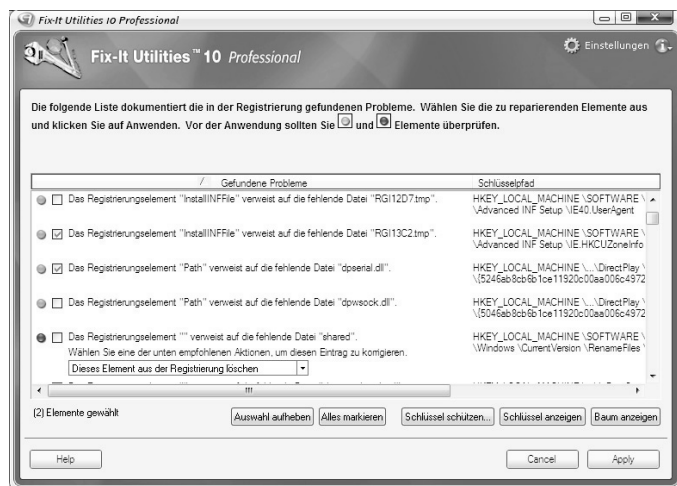 Fix-It Utilities 10 Professional
Fix-It Utilities™ 10 Professional
Einstellungen
Die folgende Liste dokumentiert die in der Registrierung gefundenen Probleme. Wählen Sie die zu reparierenden Elemente aus
und klicken Sie auf Anwenden. Vor der Anwendung sollten Sie und Elemente überprüfen.
Gefundene Probleme Schlüsselpfad
Das Registrierungselement "InstallINFFile" verweist auf die fehlende Datei "RGI12D7.tmp". HKEY_LOCAL_MACHINE \SOFTWARE \
\Advanced INF Setup \IE40.UserAgent
Das Registrierungselement "InstallINFFile" verweist auf die fehlende Datei "RGI13C2.tmp". HKEY_LOCAL_MACHINE \SOFTWARE \
\Advanced INF Setup \IE.HKCUZoneInfo
Das Registrierungselement "Path" verweist auf die fehlende Datei "dpserial.dll". HKEY_LOCAL_MACHINE \...\DirectPlay \
\{5246ab8cb6b1ce11920c00aa006c4972
Das Registrierungselement "Path" verweist auf die fehlende Datei "dpwsock.dll". HKEY_LOCAL_MACHINE \...\DirectPlay \
\{5046ab8cb6b1ce11920c00aa006c4972
Das Registrierungselement "" verweist auf die fehlende Datei "shared". HKEY_LOCAL_MACHINE \SOFTWARE \
Wählen Sie eine der unten empfohlenen Aktionen, um diesen Eintrag zu korrigieren. \Windows \CurrentVersion \RenameFiles \
Dieses Element aus der Registrierung löschen
(2) Elemente gewählt Auswahl aufheben Alles markieren Schlüssel schützen... Schlüssel anzeigen Baum anzeigen
Help Cancel Apply